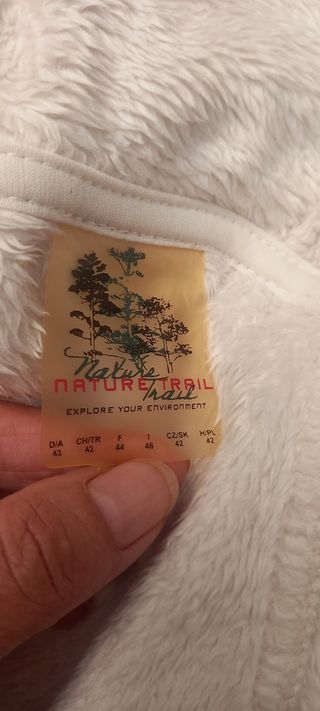 Nature
NATURE TRAIL
Trail
EXPLORE YOUR ENVIRONMENT
D/A CH/TR F I CZ/SK H/PL
42 42 44 46 42 42